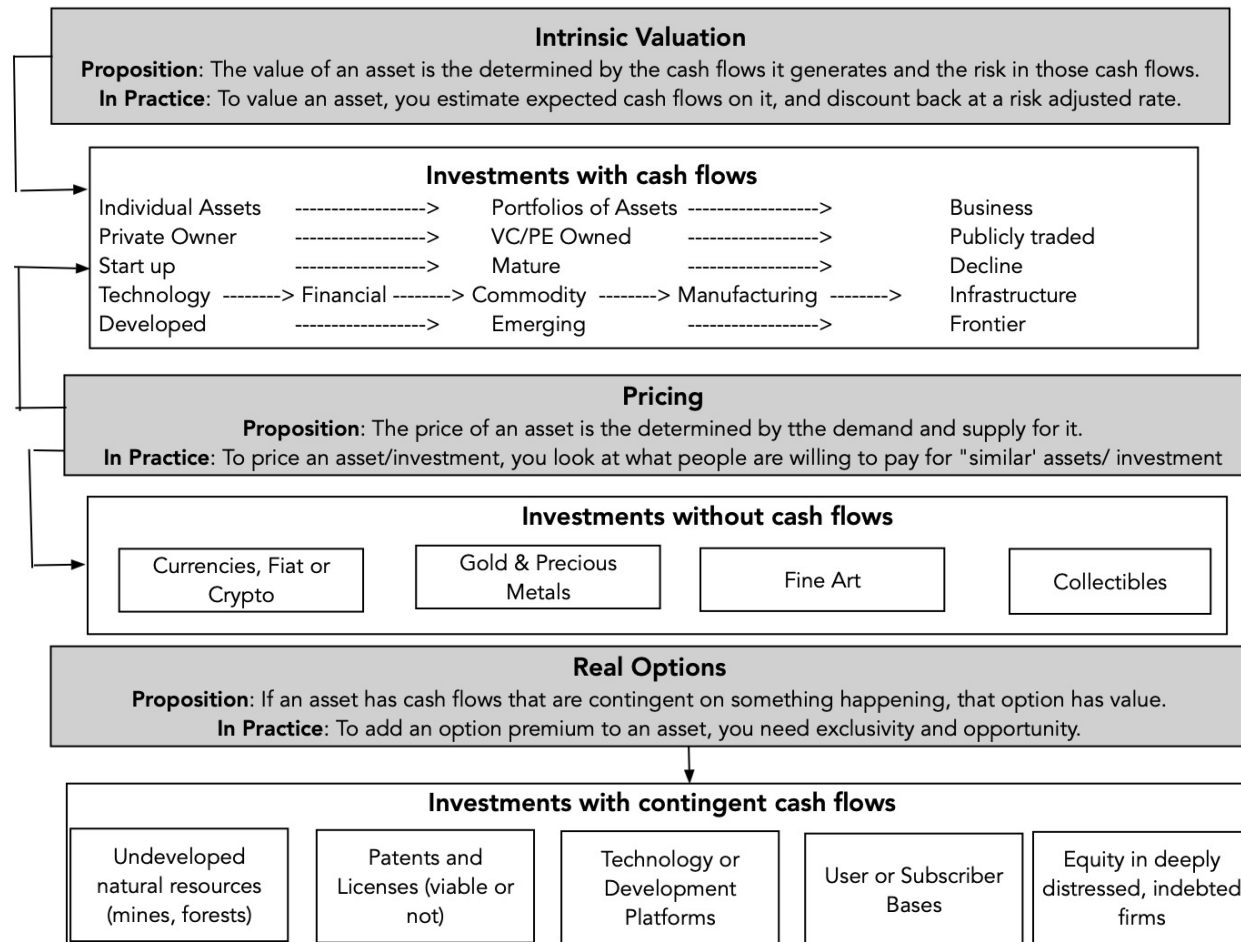 Intrinsic Valuation
Proposition: The value of an asset is the determined by the cash flows it generates and the risk in those cash flows.
In Practice: To value an asset, you estimate expected cash flows on it, and discount back at a risk adjusted rate.
Investments with cash flows
Individual Assets ------------------> Portfolios of Assets ------------------> Business
Private Owner ------------------> VC/PE Owned ------------------> Publicly traded
Start up ------------------> Mature ------------------> Decline
Technology --------> Financial --------> Commodity --------> Manufacturing --------> Infrastructure
Developed ------------------> Emerging ------------------> Frontier
Pricing
Proposition: The price of an asset is the determined by tthe demand and supply for it.
In Practice: To price an asset/investment, you look at what people are willing to pay for "similar' assets/ investment
Investments without cash flows
Currencies, Fiat or
Crypto
Gold & Precious
Metals
Fine Art
Collectibles
Real Options
Proposition: If an asset has cash flows that are contingent on something happening, that option has value.
In Practice: To add an option premium to an asset, you need exclusivity and opportunity.
Investments with contingent cash flows
Undeveloped
natural resources
(mines, forests)
Patents and
Licenses (viable or
not)
Technology or
Development
Platforms
User or Subscriber
Bases
Equity in deeply
distressed, indebted
firms